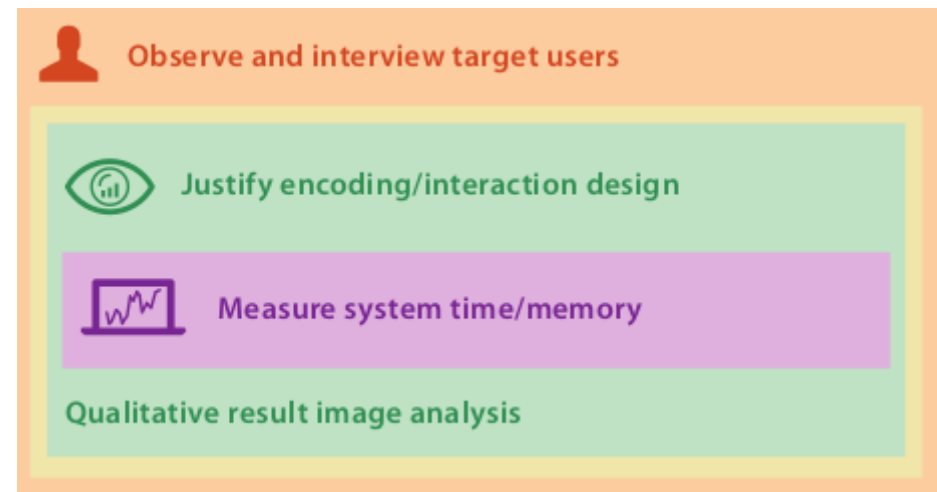 Observe and interview target users
Justify encoding/interaction design
Measure system time/memory
Qualitative result image analysis